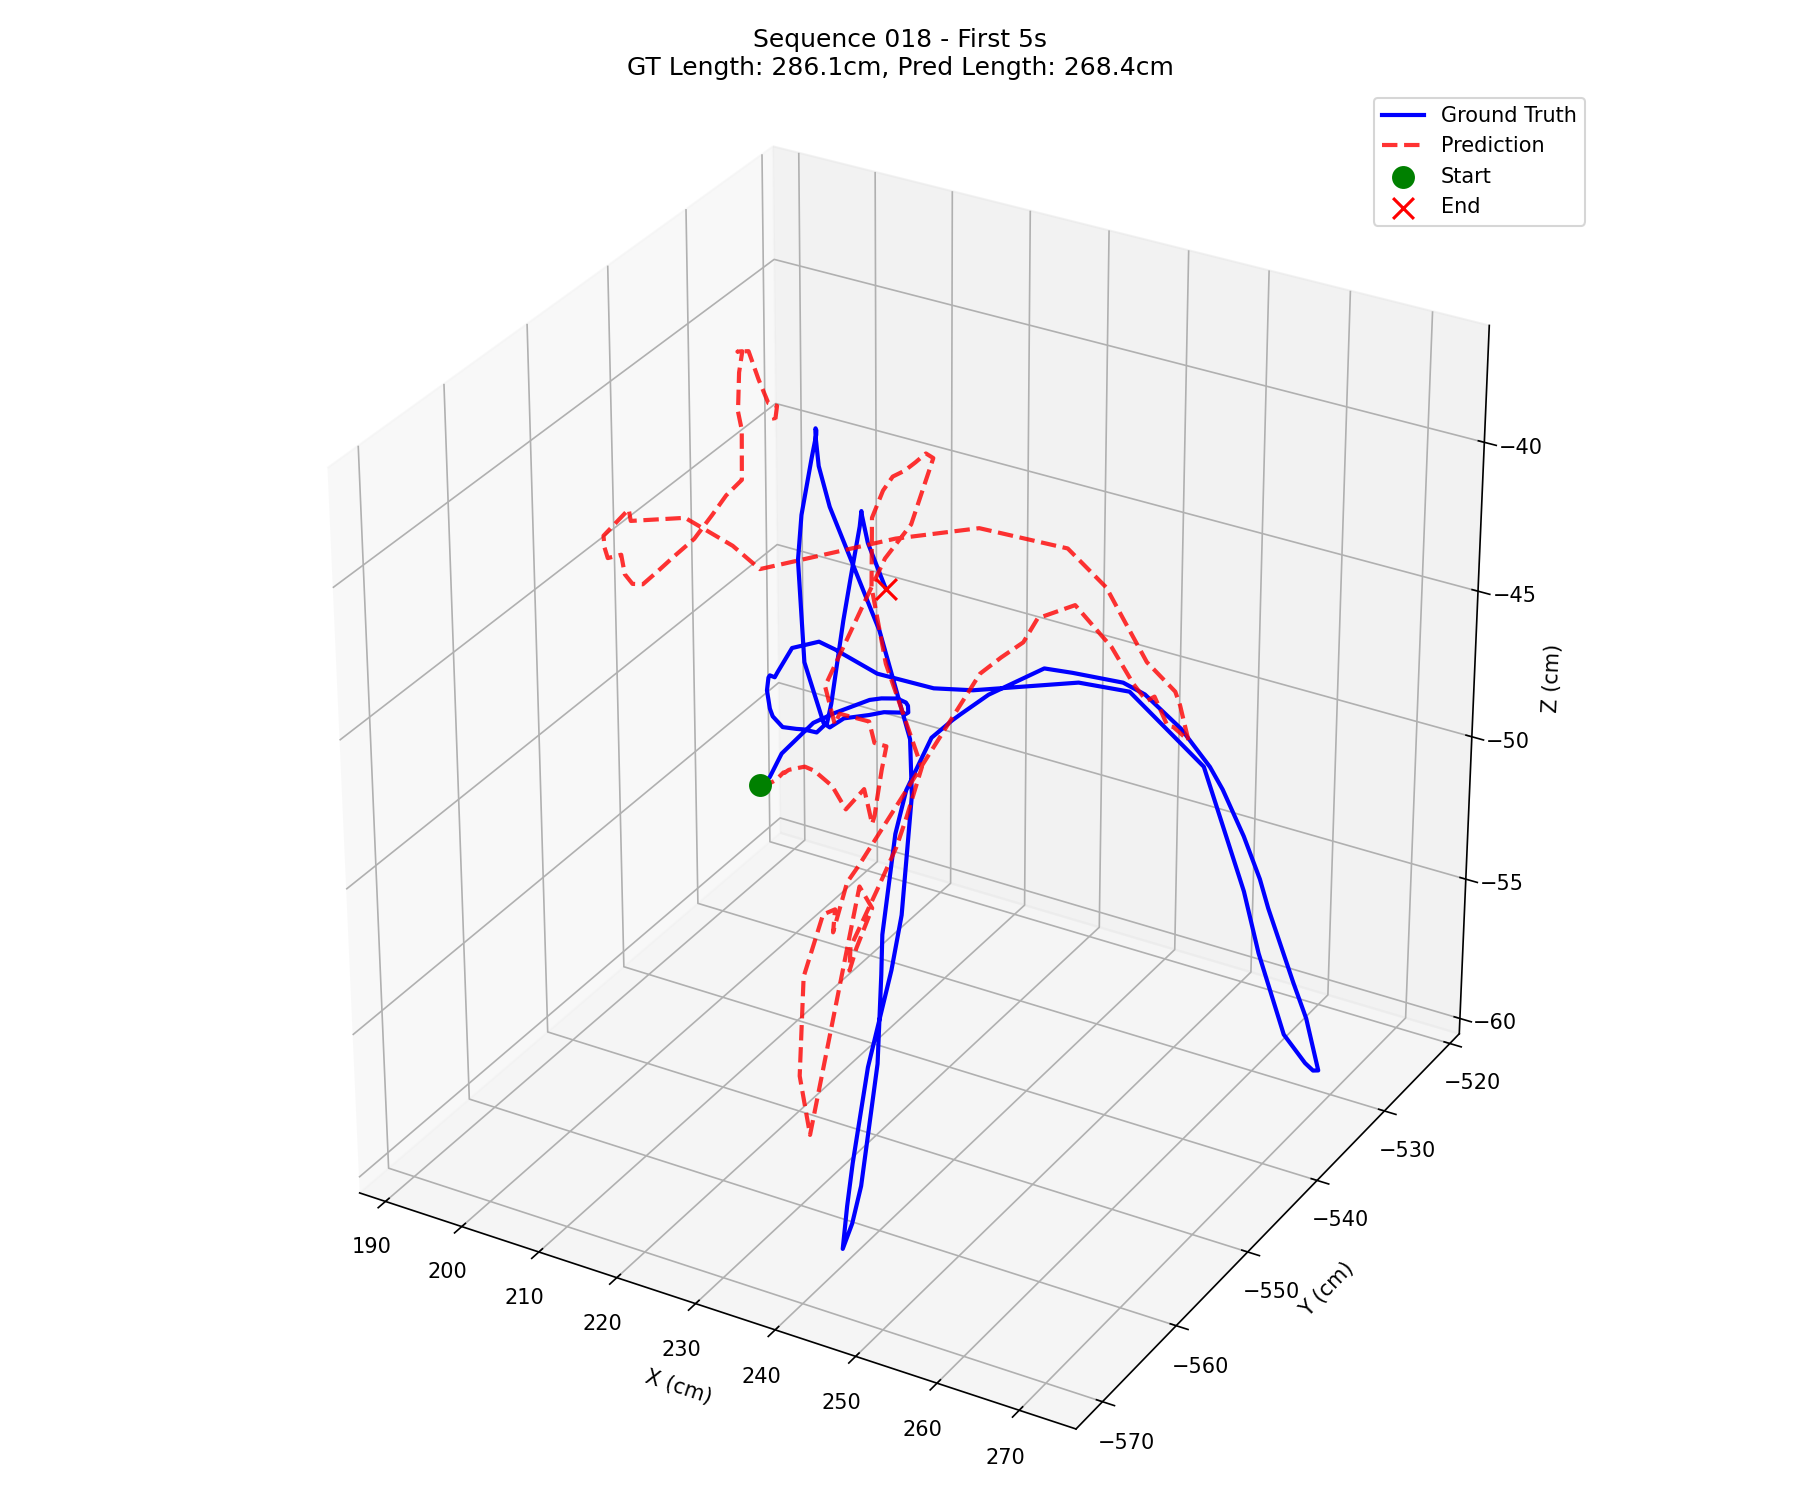 Sequence 018 - First 5s
GT Length: 286.1cm, Pred Length: 268.4cm
Ground Truth
Prediction
Start
End
−40
−45
−50
−55
−60
Z (cm)
−520
−530
−540
−550
−560
−570
Y (cm)
190
200
210
220
230
240
250
260
270
X (cm)